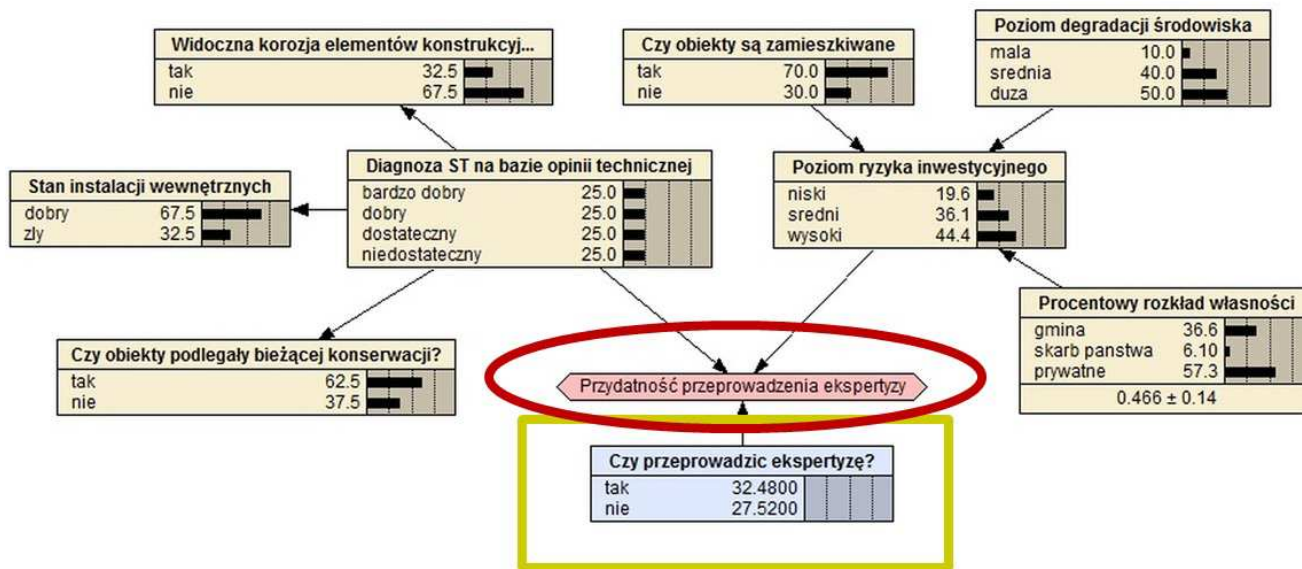 Widoczna korozja elementów konstrukcyj...
tak 32.5
nie 67.5
Czy obiekty są zamieszkiwane
tak 70.0
nie 30.0
Poziom degradacji środowiska
mala 10.0
srednia 40.0
duza 50.0
Stan instalacji wewnętrznych
dobry 67.5
zly 32.5
Diagnoza ST na bazie opinii technicznej
bardzo dobry 25.0
dobry 25.0
dostateczny 25.0
niedostateczny 25.0
Poziom ryzyka inwestycyjnego
niski 19.6
sredni 36.1
wysoki 44.4
Czy obiekty podlegały bieżącej konserwacji?
tak 62.5
nie 37.5
Przydatność przeprowadzenia ekspertyzy
Procentowy rozkład własności
gmina 36.6
skarb panstwa 6.10
prywatne 57.3
0.466 ± 0.14
Czy przeprowadzic ekspertyzę?
tak 32.4800
nie 27.5200